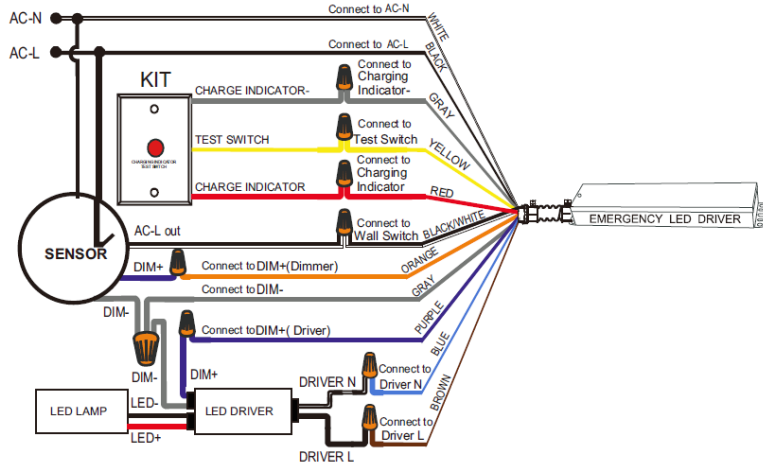 AC-N
Connect to AC-N
WHITE
AC-L
Connect to AC-L
BLACK
KIT
CHARGE INDICATOR-
Connect to
Charging
Indicator-
GRAY
TEST SWITCH
Connect to
Test Switch
YELLOW
CHARGING/INDICATOR
TEST SWITCH
CHARGE INDICATOR
Connect to
Charging
Indicator
RED
EMERGENCY LED DRIVER
AC-L out
Connect to
Wall Switch
BLACK/WHITE
SENSOR
DIM+
Connect to DIM+(Dimmer)
ORANGE
Connect to DIM-
GRAY
DIM-
Connect to DIM+( Driver)
PURPLE
BLUE
DIM-
DIM+
DRIVER N
Connect to
Driver N
BROWN
LED LAMP
LED-
LED+
LED DRIVER
Connect to
Driver L
DRIVER L